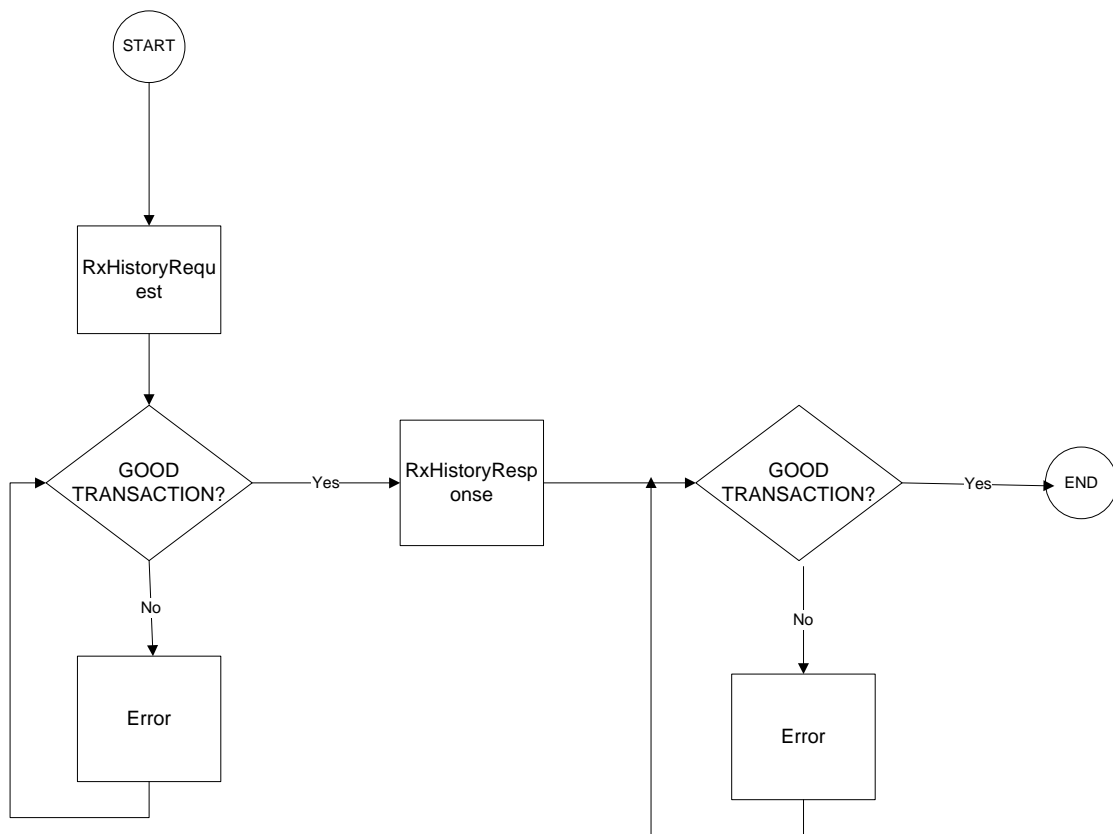 START
RxHistoryRequ
est
GOOD
TRANSACTION?
Yes
RxHistoryResp
onse
GOOD
TRANSACTION?
Yes
END
No
No
Error
Error